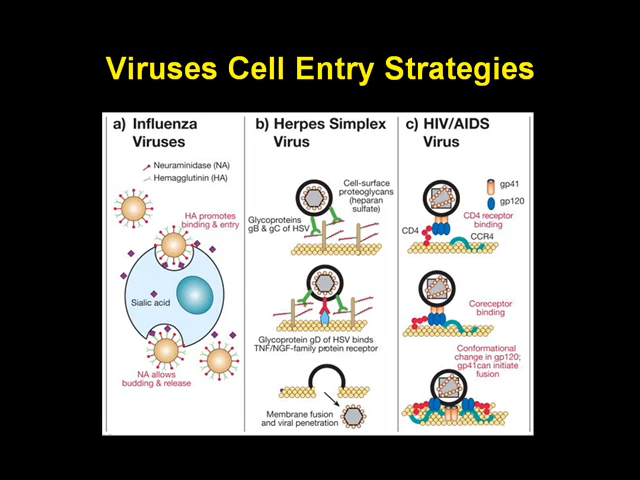 Viruses Cell Entry Strategies
a) Influenza
Viruses
Neuraminidase (NA)
Hemagglutinin (HA)
HA promotes
binding & entry
Sialic acid
NA allows
budding & release
b) Herpes Simplex
Virus
Cell-surface
proteoglycans
(heparan
sulfate)
Glycoproteins
gB & gC of HSV
Glycoprotein gD of HSV binds
TNF/NGF-family protein receptor
Membrane fusion
and viral penetration
c) HIV/AIDS
Virus
gp41
gp120
CD4 receptor
binding
CD4
CCR4
Coreceptor
binding
Conformational
change in gp120;
gp41can initiate
fusion